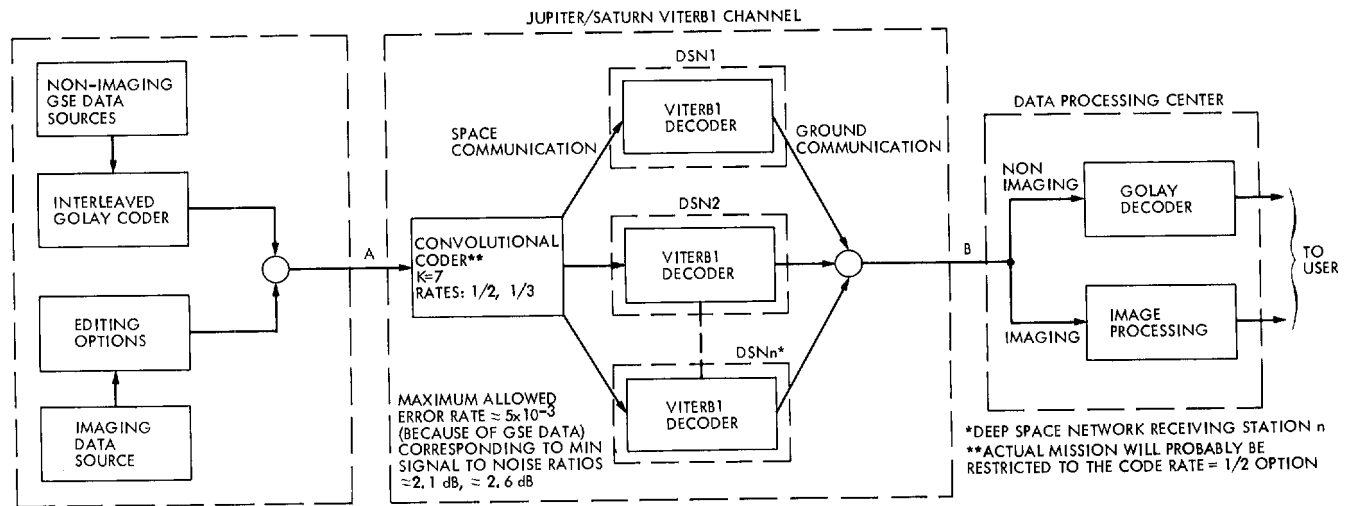 JUPITER/SATURN VITERB1 CHANNEL
NON-IMAGING
GSE DATA
SOURCES
INTERLEAVED
GOLAY CODER
EDITING
OPTIONS
IMAGING
DATA
SOURCE
A
CONVOLUTIONAL
CODER**
K=7
RATES: 1/2, 1/3
SPACE
COMMUNICATION
DSN1
VITERB1
DECODER
DSN2
VITERB1
DECODER
DSNn*
VITERB1
DECODER
GROUND
COMMUNICATION
MAXIMUM ALLOWED
ERROR RATE ≈ 5x10-3
(BECAUSE OF GSE DATA)
CORRESPONDING TO MIN
SIGNAL TO NOISE RATIOS
≈2.1 dB, ≈ 2.6 dB
B
DATA PROCESSING CENTER
NON
IMAGING
GOLAY
DECODER
IMAGING
IMAGE
PROCESSING
TO
USER
*DEEP SPACE NETWORK RECEIVING STATION n
**ACTUAL MISSION WILL PROBABLY BE
RESTRICTED TO THE CODE RATE = 1/2 OPTION